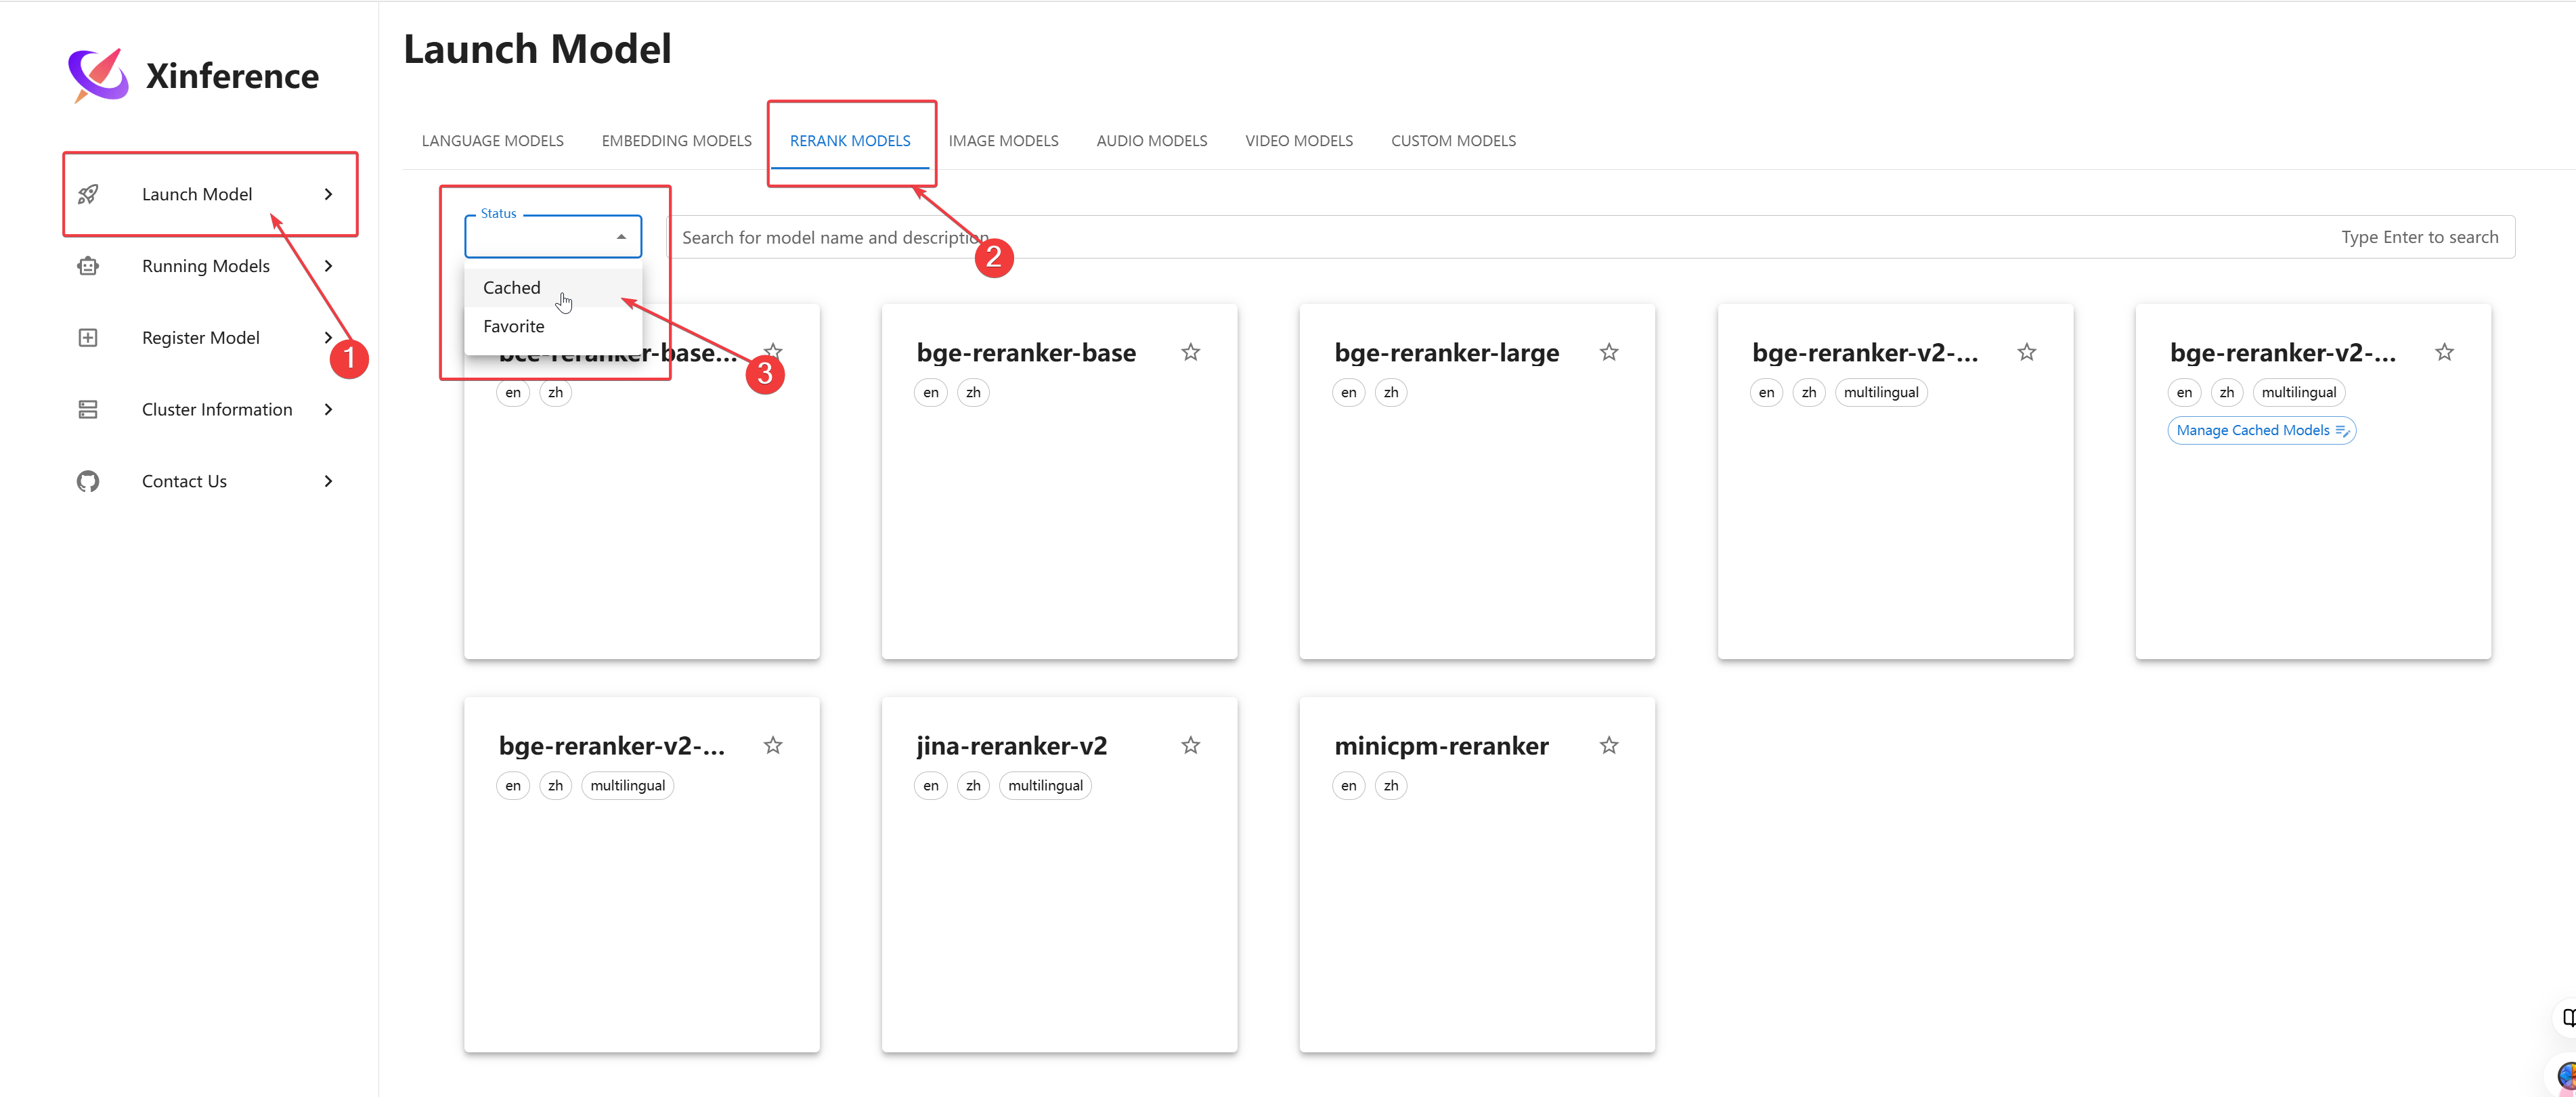 Xinference
Launch Model
Running Models
Register Model
Cluster Information
Contact Us
1
Launch Model
LANGUAGE MODELS
EMBEDDING MODELS
RERANK MODELS
IMAGE MODELS
AUDIO MODELS
VIDEO MODELS
CUSTOM MODELS
Status
Search for model name and description
Type Enter to search
2
Cached
Favorite
3
bce-reranker-base...
en zh
bge-reranker-base
en zh
bge-reranker-large
en zh
bge-reranker-v2-...
en zh multilingual
bge-reranker-v2-...
en zh multilingual
Manage Cached Models
bge-reranker-v2-...
en zh multilingual
jina-reranker-v2
en zh multilingual
minicpm-reranker
en zh